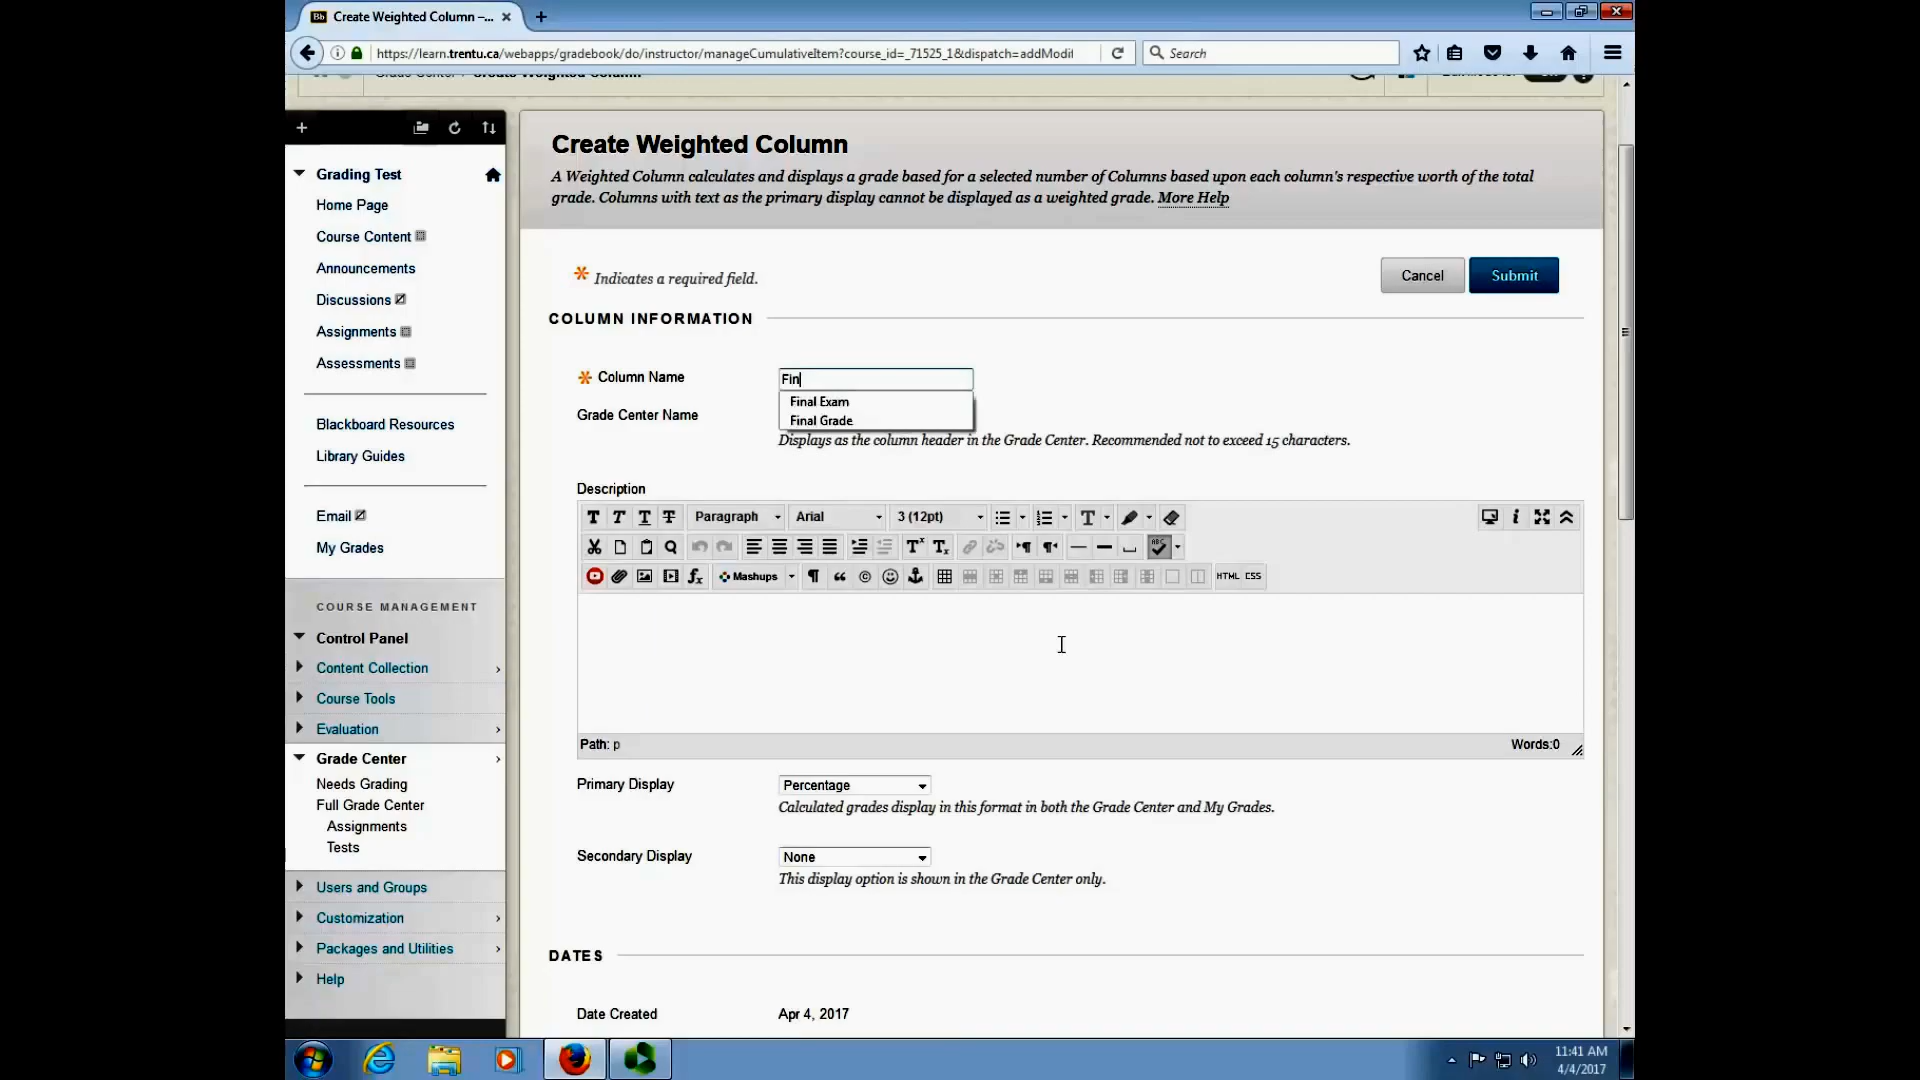 Create Weighted Column –...
https://learn.trentu.ca/webapps/gradebook/do/instructor/manageCumulativeItem?course_id=_71525_1&dispatch=addModif
Search
Grade Center
Create Weighted Column
Grading Test
Home Page
Course Content
Announcements
Discussions
Assignments
Assessments
Blackboard Resources
Library Guides
Email
My Grades
COURSE MANAGEMENT
Control Panel
Content Collection
Course Tools
Evaluation
Grade Center
Needs Grading
Full Grade Center
Assignments
Tests
Users and Groups
Customization
Packages and Utilities
Help
Create Weighted Column
A Weighted Column calculates and displays a grade based for a selected number of Columns based upon each column's respective worth of the total
grade. Columns with text as the primary display cannot be displayed as a weighted grade. More Help
Indicates a required field.
Cancel
Submit
COLUMN INFORMATION
Column Name
Fin
Final Exam
Final Grade
Grade Center Name
Displays as the column header in the Grade Center. Recommended not to exceed 15 characters.
Description
Paragraph
Arial
3 (12pt)
Mashups
HTML CSS
Path: p
Words:0
Primary Display
Percentage
Calculated grades display in this format in both the Grade Center and My Grades.
Secondary Display
None
This display option is shown in the Grade Center only.
DATES
Date Created
Apr 4, 2017
11:41 AM
4/4/2017